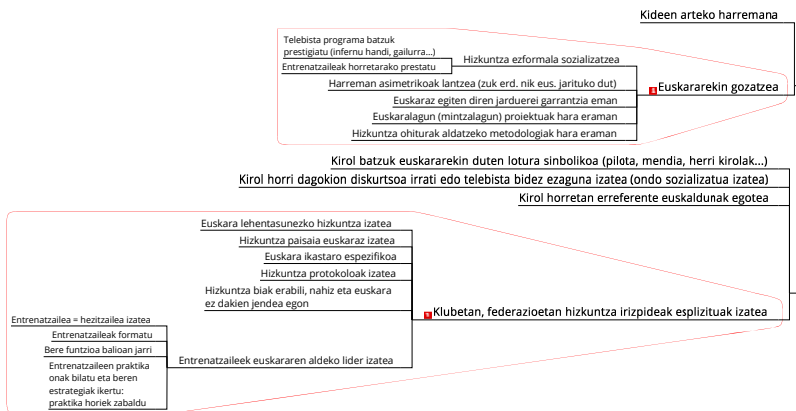 Kideen arteko harremana
Telebista programa batzuk
prestigiatu (infernu handi, gailurra...)
Entrenatzaileak horretarako prestatu
Hizkuntza ezformala sozializatzea
Harreman asimetrikoak lantzea (zuk erd. nik eus. jarituko dut)
Euskaraz egiten diren jarduerei garrantzia eman
Euskaralagun (mintzalagun) proiektuak hara eraman
Hizkuntza ohiturak aldatzeko metodologiak hara eraman
Euskararekin gozatzea
Kirol batzuk euskararekin duten lotura sinbolikoa (pilota, mendia, herri kirolak...)
Kirol horri dagokion diskurtsoa irrati edo telebista bidez ezaguna izatea (ondo sozializatua izatea)
Kirol horretan erreferente euskaldunak egotea
Euskara lehentasunezko hizkuntza izatea
Hizkuntza paisaia euskaraz izatea
Euskara ikastaro espezifikoa
Hizkuntza protokoloak izatea
Hizkuntza biak erabili, nahiz eta euskara
ez dakien jendea egon
Klubetan, federazioetan hizkuntza irizpideak esplizituak izatea
Entrenatzailea = hezitzailea izatea
Entrenatzaileak formatu
Bere funtzioa balioan jarri
Entrenatzaileen praktika
onak bilatu eta beren
estrategiak ikertu:
praktika horiek zabaldu
Entrenatzaileek euskararen aldeko lider izatea